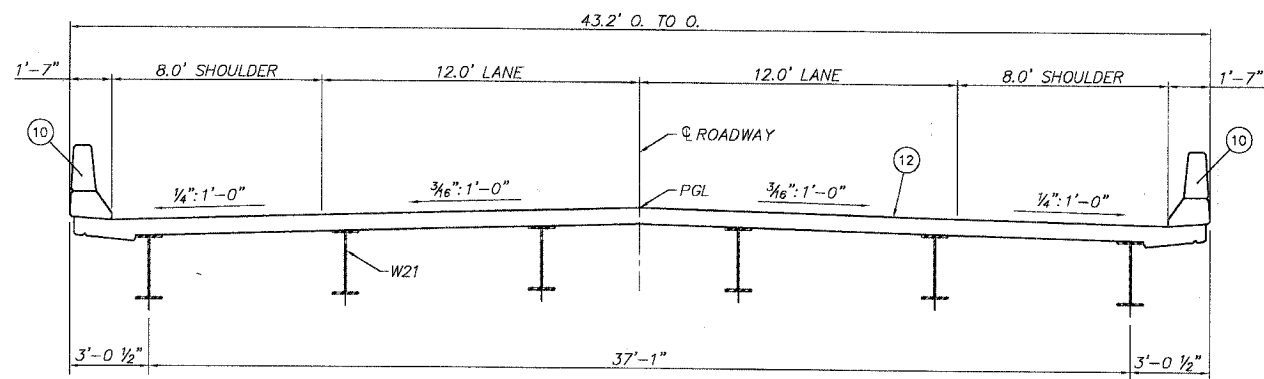 43.2' O. TO O.
1'-7" 8.0' SHOULDER 12.0' LANE 12.0' LANE 8.0' SHOULDER 1'-7"
℄ ROADWAY
10 12 10
1/4":1'-0" 3/16":1'-0" PGL 3/16":1'-0" 1/4":1'-0"
W21
3'-0 1/2" 37'-1" 3'-0 1/2"